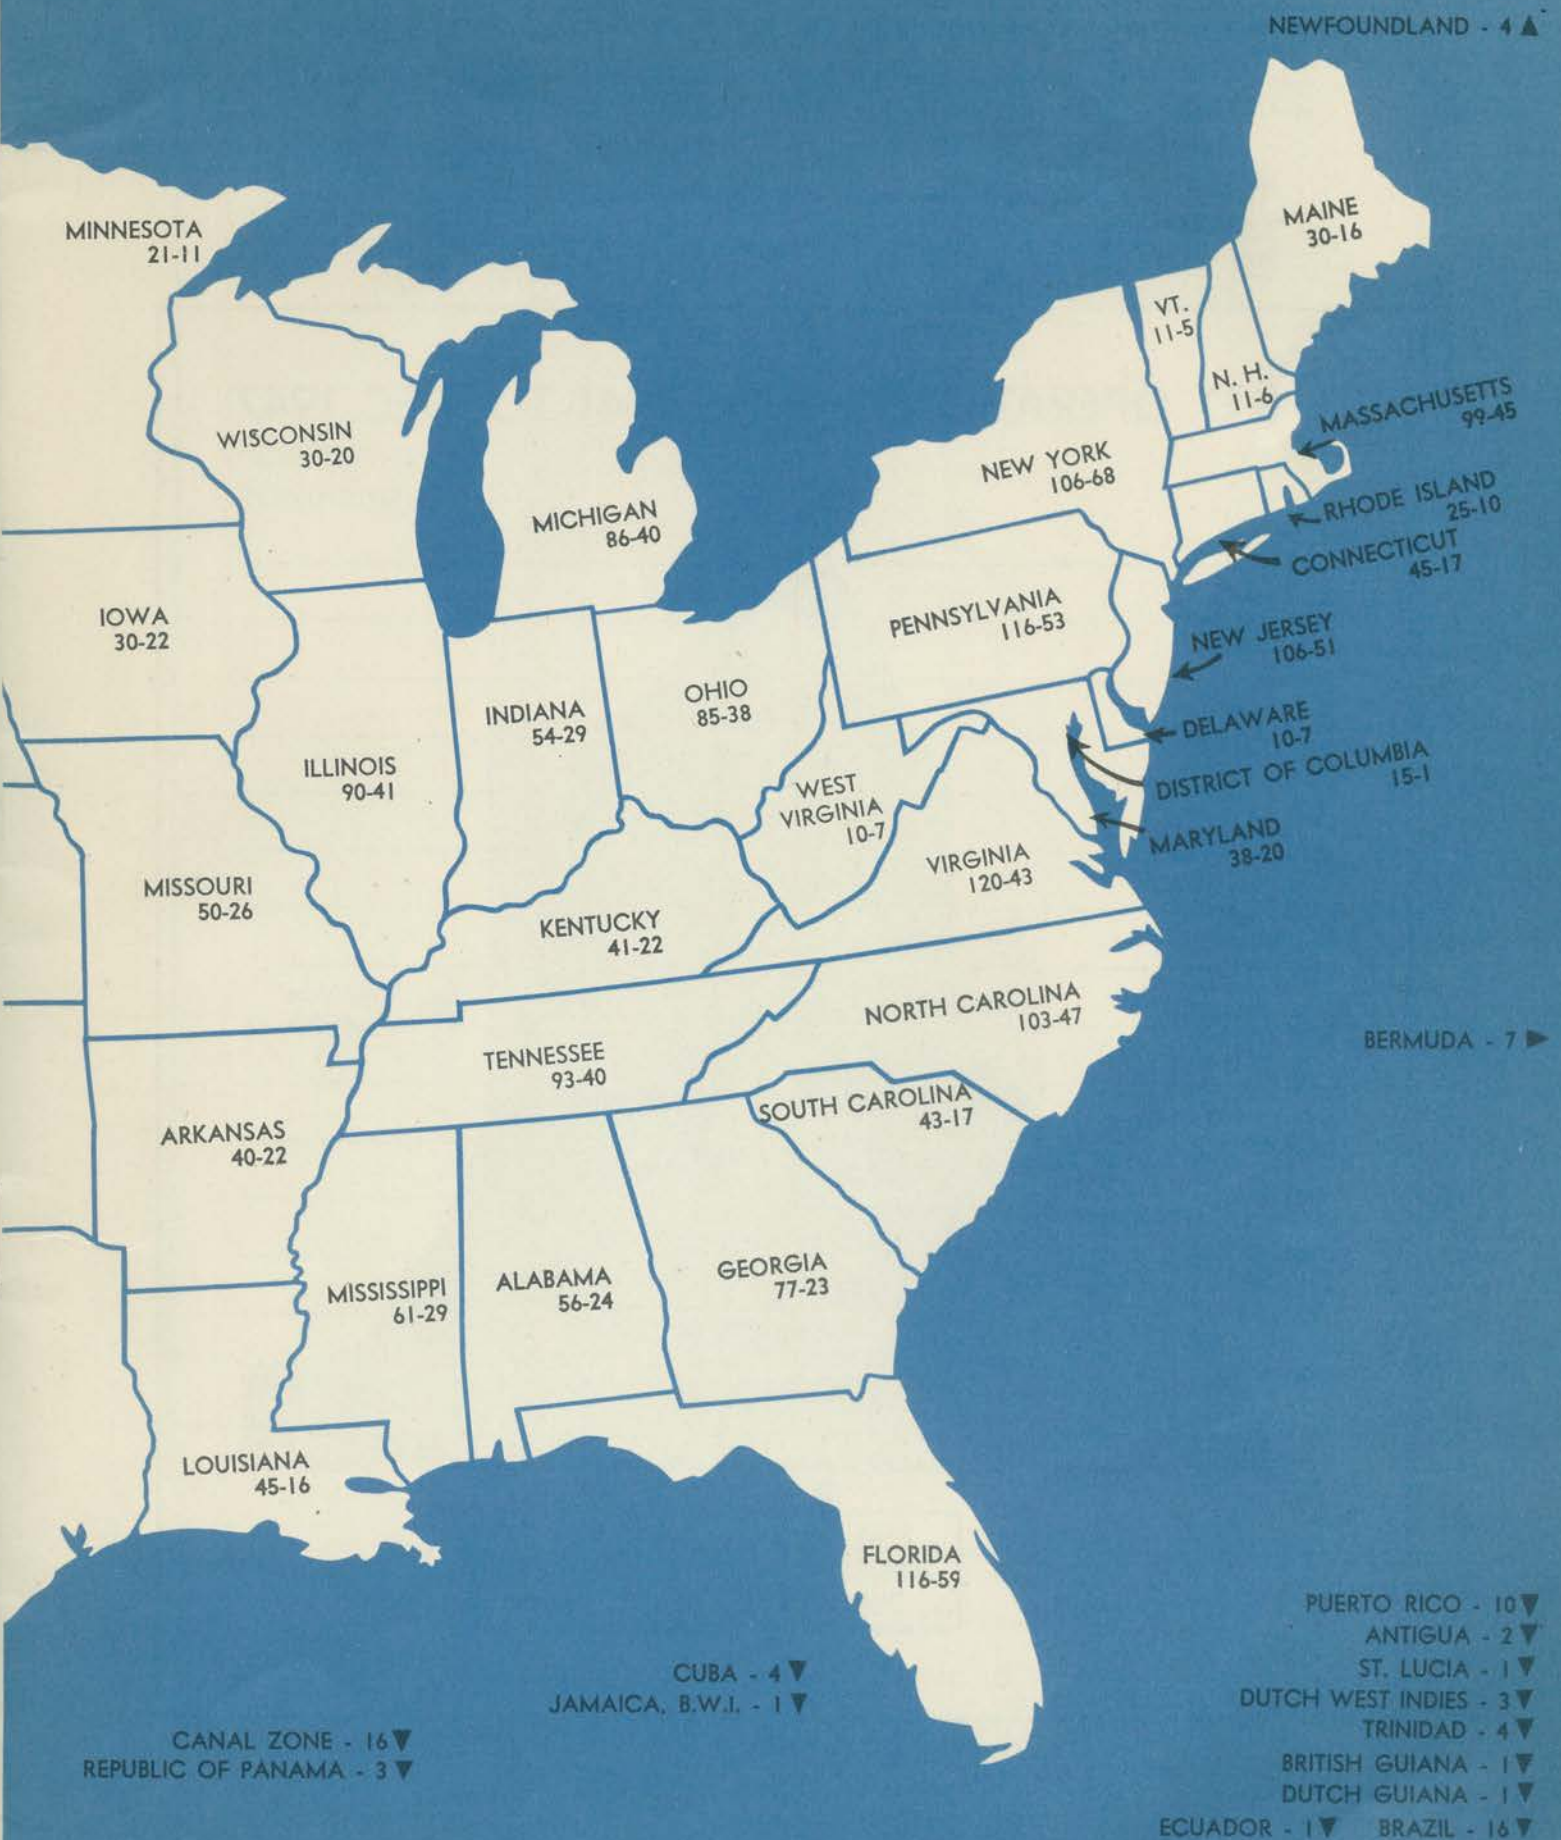 NEWFOUNDLAND - 4 ▲
MINNESOTA
21-11
MAINE
30-16
VT.
11-5
N. H.
11-6
MASSACHUSETTS
99-45
WISCONSIN
30-20
NEW YORK
106-68
MICHIGAN
86-40
RHODE ISLAND
25-10
CONNECTICUT
45-17
IOWA
30-22
PENNSYLVANIA
116-53
NEW JERSEY
106-51
OHIO
85-38
INDIANA
54-29
DELAWARE
10-7
ILLINOIS
90-41
DISTRICT OF COLUMBIA
15-1
WEST
VIRGINIA
10-7
MARYLAND
38-20
VIRGINIA
120-43
MISSOURI
50-26
KENTUCKY
41-22
NORTH CAROLINA
103-47
BERMUDA - 7 ►
TENNESSEE
93-40
SOUTH CAROLINA
43-17
ARKANSAS
40-22
GEORGIA
77-23
ALABAMA
56-24
MISSISSIPPI
61-29
LOUISIANA
45-16
FLORIDA
116-59
CUBA - 4 ▼
JAMAICA, B.W.I. - 1 ▼
CANAL ZONE - 16 ▼
REPUBLIC OF PANAMA - 3 ▼
PUERTO RICO - 10 ▼
ANTIGUA - 2 ▼
ST. LUCIA - 1 ▼
DUTCH WEST INDIES - 3 ▼
TRINIDAD - 4 ▼
BRITISH GUIANA - 1 ▼
DUTCH GUIANA - 1 ▼
ECUADOR - 1 ▼ BRAZIL - 16 ▼